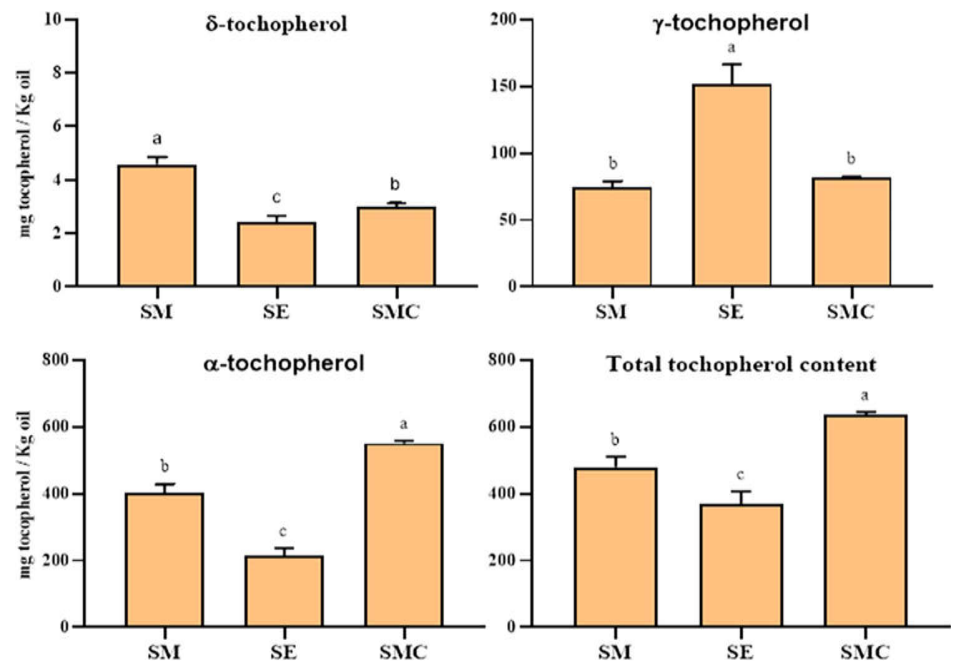 δ-tochopherol
mg tocopherol / Kg oil
10
8
6
4
2
0
a
c
b
SM SE SMC
γ-tochopherol
200
150
100
50
0
b
a
b
SM SE SMC
α-tochopherol
mg tocopherol / Kg oil
800
600
400
200
0
b
c
a
SM SE SMC
Total tochopherol content
800
600
400
200
0
b
c
a
SM SE SMC